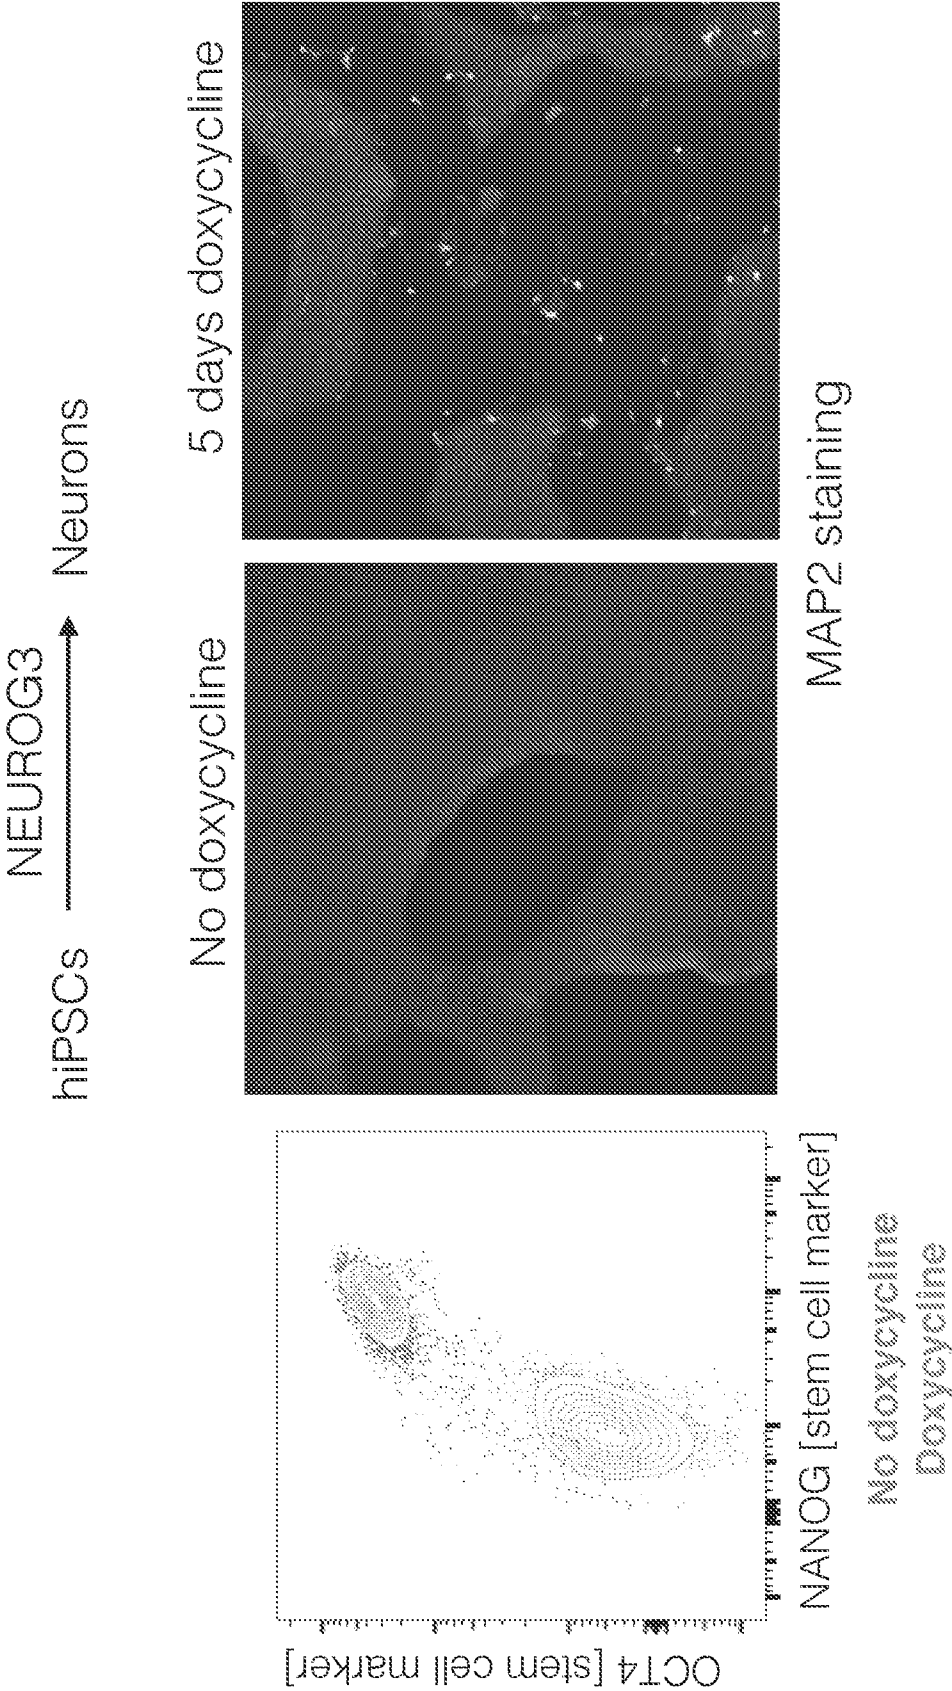 NEUROG3
hiPSCs
Neurons
No doxycycline
5 days doxycycline
MAP2 staining
OCT4 [stem cell marker]
NANOG [stem cell marker]
No doxycycline
Doxycycline